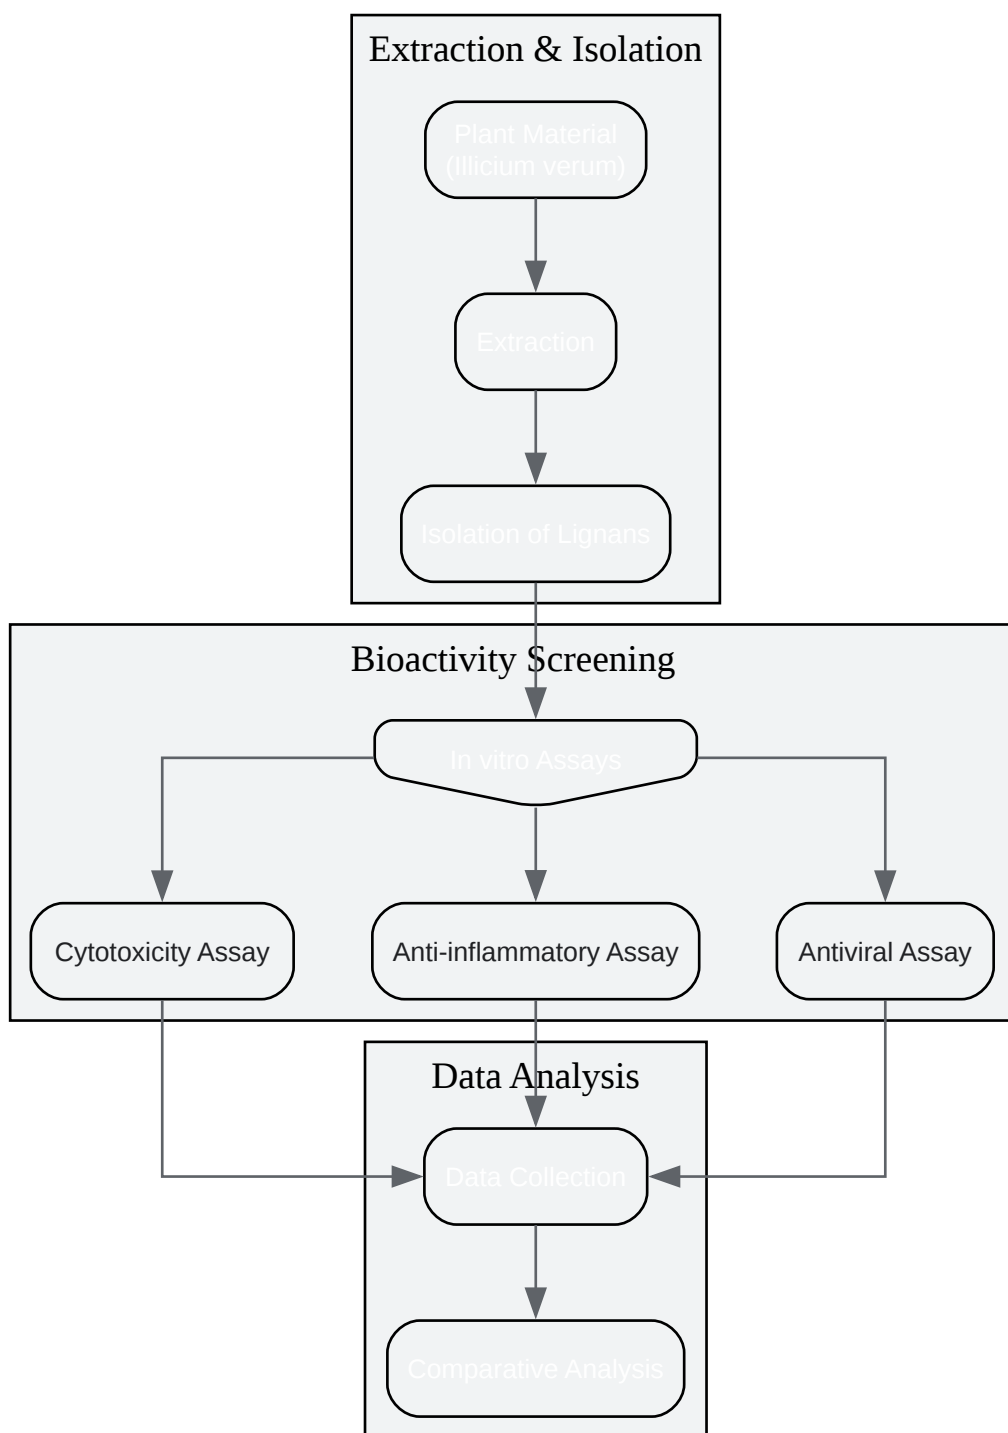 Extraction & Isolation
Plant Material
(Illicium verum)
Extraction
Isolation of Lignans
Bioactivity Screening
In vitro Assays
Cytotoxicity Assay
Anti-inflammatory Assay
Antiviral Assay
Data Analysis
Data Collection
Comparative Analysis